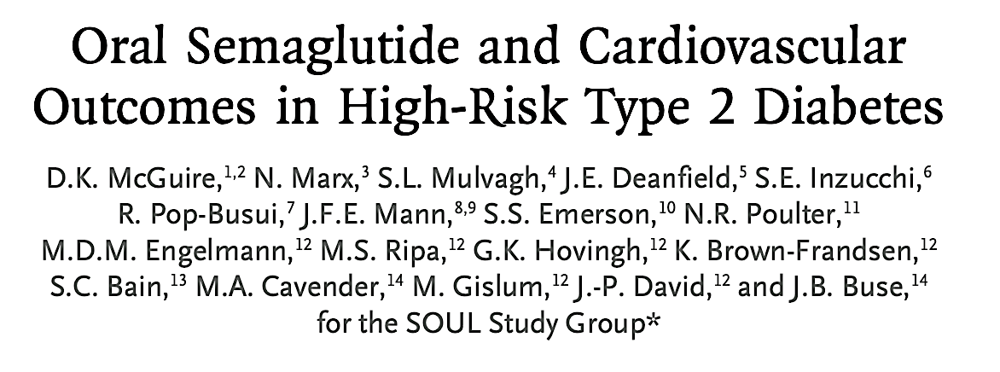 Oral Semaglutide and Cardiovascular
Outcomes in High-Risk Type 2 Diabetes
D.K. McGuire,1,2 N. Marx,3 S.L. Mulvagh,4 J.E. Deanfield,5 S.E. Inzucchi,6
R. Pop-Busui,7 J.F.E. Mann,8,9 S.S. Emerson,10 N.R. Poulter,11
M.D.M. Engelmann,12 M.S. Ripa,12 G.K. Hovingh,12 K. Brown-Frandsen,12
S.C. Bain,13 M.A. Cavender,14 M. Gislum,12 J.-P. David,12 and J.B. Buse,14
for the SOUL Study Group*